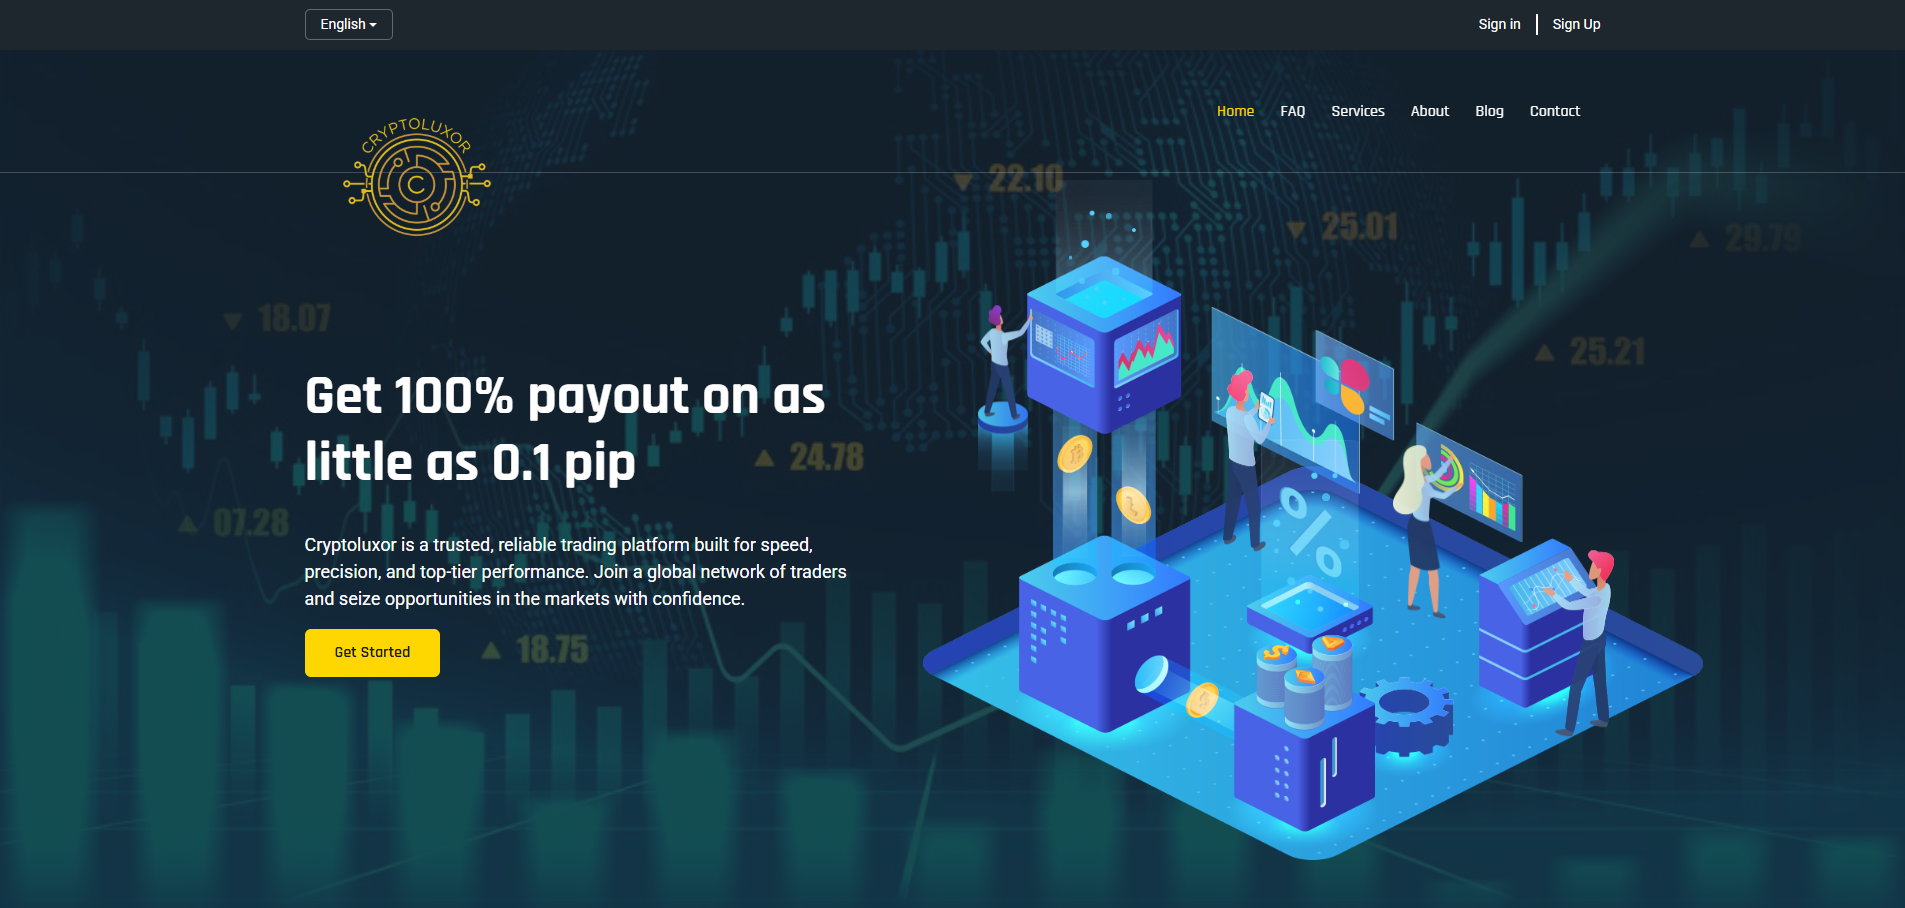 English
Sign in
Sign Up
CRYPTOLUXOR
C
Home FAQ Services About Blog Contact
22.10
25.01
29.79
18.07
25.21
Get 100% payout on as
little as 0.1 pip
24.78
07.28
Cryptoluxor is a trusted, reliable trading platform built for speed,
precision, and top-tier performance. Join a global network of traders
and seize opportunities in the markets with confidence.
%
Get Started
18.75